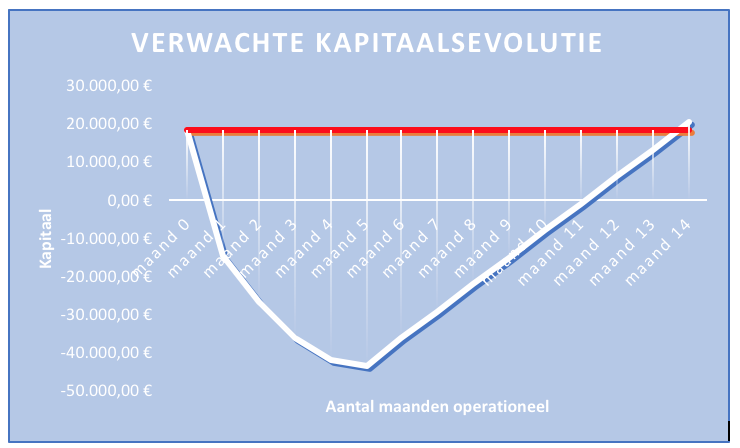 VERWACHTE KAPITAALSEVOLUTIE
30.000,00 €
20.000,00 €
10.000,00 €
0,00 €
-10.000,00 €
-20.000,00 €
-30.000,00 €
-40.000,00 €
-50.000,00 €
Kapitaal
maand 0
maand 1
maand 2
maand 3
maand 4
maand 5
maand 6
maand 7
maand 8
maand 9
maand 10
maand 11
maand 12
maand 13
maand 14
Aantal maanden operationeel